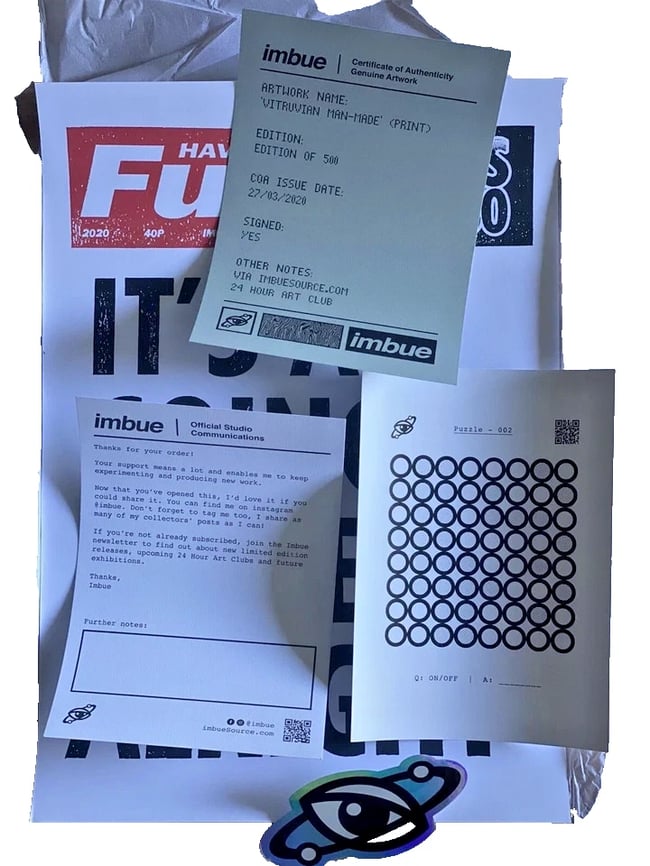 imbue | Certificate of Authenticity
Genuine Artwork
ARTWORK NAME:
'VITRUVIAN MAN-MADE' (PRINT)
EDITION:
EDITION OF 500
COA ISSUE DATE:
27/03/2020
SIGNED:
YES
OTHER NOTES:
VIA IMBUESOURCE.COM
24 HOUR ART CLUB
imbue
HAV
Fu
2020 40P IM
IT'S A
GOING
ALRIGHT
imbue | Official Studio
Communications
Thanks for your order!
Your support means a lot and enables me to keep
experimenting and producing new work.
Now that you've opened this, I'd love it if you
could share it. You can find me on instagram
@imbue. Don't forget to tag me too, I share as
many of my collectors' posts as I can!
If you're not already subscribed, join the Imbue
newsletter to find out about new limited edition
releases, upcoming 24 Hour Art Clubs and future
exhibitions.
Thanks,
Imbue
Further notes:
@imbue
imbueSource.com
Puzzle - 002
Q: ON/OFF | A: ________